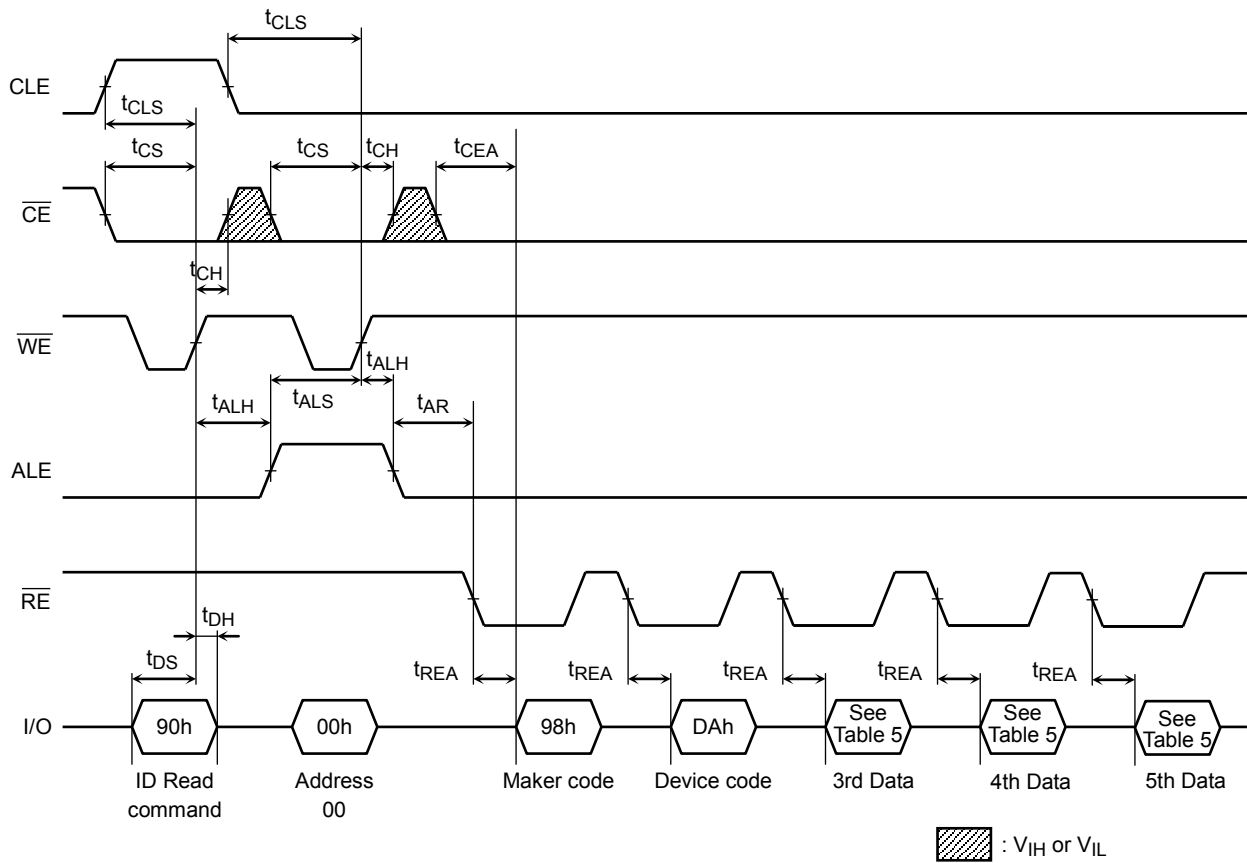 tCLS
CLE
tCLS
tCS
tCS
tCH
tCEA
CE
tCH
WE
tALH
tALH
tALS
tAR
ALE
RE
tDH
tDS
tREA
tREA
tREA
tREA
tREA
I/O
90h
00h
98h
DAh
See
Table 5
See
Table 5
See
Table 5
ID Read
command
Address
00
Maker code
Device code
3rd Data
4th Data
5th Data
: VIH or VIL